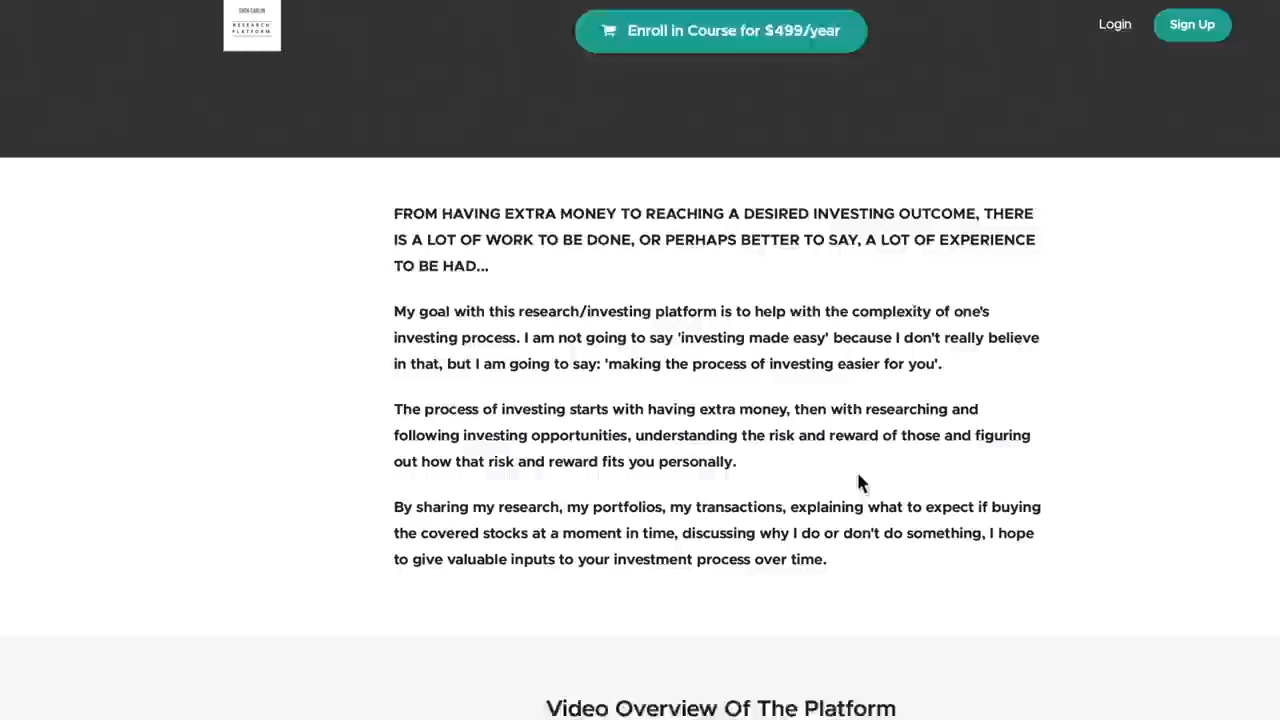 SVEN CARLIN
RESEARCH
PLATFORM
Enroll in Course for $499/year
Login
Sign Up
FROM HAVING EXTRA MONEY TO REACHING A DESIRED INVESTING OUTCOME, THERE
IS A LOT OF WORK TO BE DONE, OR PERHAPS BETTER TO SAY, A LOT OF EXPERIENCE
TO BE HAD...
My goal with this research/investing platform is to help with the complexity of one's
investing process. I am not going to say 'investing made easy' because I don't really believe
in that, but I am going to say: 'making the process of investing easier for you'.
The process of investing starts with having extra money, then with researching and
following investing opportunities, understanding the risk and reward of those and figuring
out how that risk and reward fits you personally.
By sharing my research, my portfolios, my transactions, explaining what to expect if buying
the covered stocks at a moment in time, discussing why I do or don't do something, I hope
to give valuable inputs to your investment process over time.
Video Overview Of The Platform